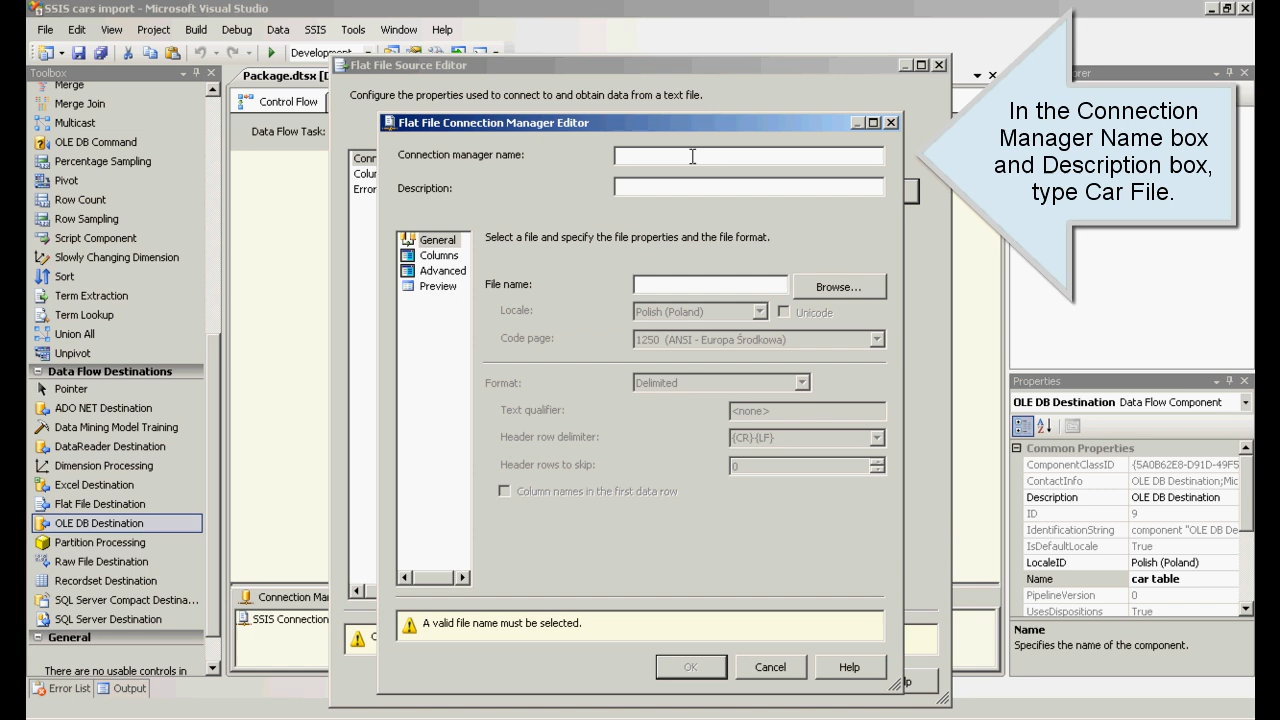 SSIS cars import - Microsoft Visual Studio
File Edit View Project Build Debug Data SSIS Tools Window Help
Toolbox
Merge
Merge Join
Multicast
OLE DB Command
Percentage Sampling
Pivot
Row Count
Row Sampling
Script Component
Slowly Changing Dimension
Sort
Term Extraction
Term Lookup
Union All
Unpivot
Data Flow Destinations
Pointer
ADO NET Destination
Data Mining Model Training
DataReader Destination
Dimension Processing
Excel Destination
Flat File Destination
OLE DB Destination
Partition Processing
Raw File Destination
Recordset Destination
SQL Server Compact Destina...
SQL Server Destination
General
There are no usable controls in
Error List Output
Package.dtsx [D
Control Flow
Data Flow Task:
Connection Ma
SSIS Connection
Flat File Source Editor
Configure the properties used to connect to and obtain data from a text file.
Flat File Connection Manager Editor
Connection manager name:
Description:
General
Columns
Advanced
Preview
Select a file and specify the file properties and the file format.
File name:
Browse...
Locale: Polish (Poland) Unicode
Code page: 1250 (ANSI - Europa Środkowa)
Format: Delimited
Text qualifier: <none>
Header row delimiter: {CR}{LF}
Header rows to skip: 0
Column names in the first data row
A valid file name must be selected.
OK Cancel Help
In the Connection
Manager Name box
and Description box,
type Car File.
Properties
OLE DB Destination Data Flow Component
Common Properties
ComponentClassID {5A0B62E8-D91D-49F5
ContactInfo OLE DB Destination;Mic
Description OLE DB Destination
ID 9
IdentificationString component "OLE DB De
IsDefaultLocale True
LocaleID Polish (Poland)
Name car table
PipelineVersion 0
UsesDispositions True
Name
Specifies the name of the component.